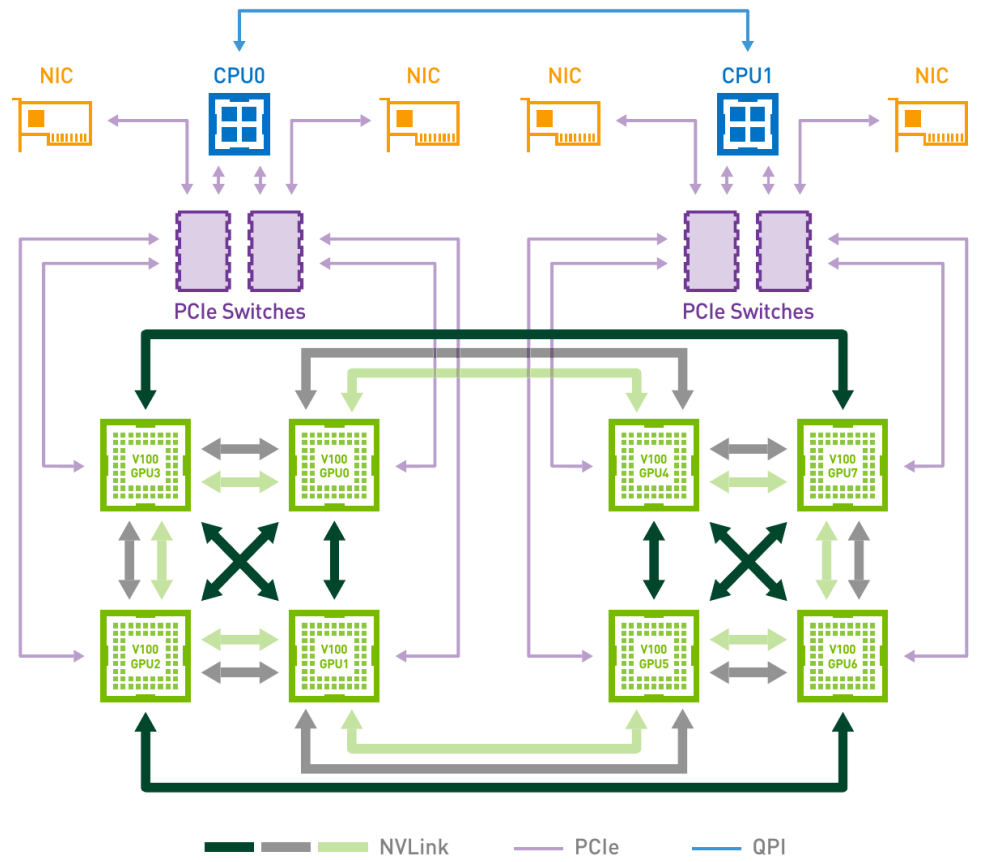 NIC
CPU0
NIC
NIC
CPU1
NIC
PCIe Switches
PCIe Switches
V100
GPU3
V100
GPU0
V100
GPU4
V100
GPU7
V100
GPU2
V100
GPU1
V100
GPU5
V100
GPU6
NVLink
PCIe
QPI